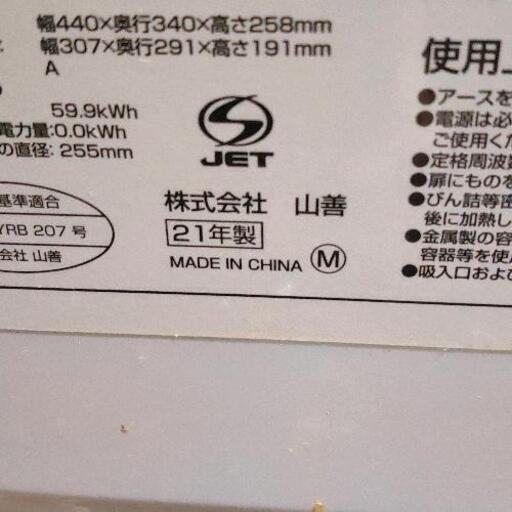 幅440×奥行340×高さ258mm
幅307×奥行291×高さ191mm
A
59.9kWh
電力量:0.0kWh
の直径: 255mm
JET
基準適合
YRB 207 号
会社 山善
株式会社 山善
21年製
MADE IN CHINA M
使用上
●アースを
●電源は必
ご使用くだ
●定格周波数
●扉にものを
●びん詰等密
後に加熱し
●金属製の容
容器等を使用
●吸入口および